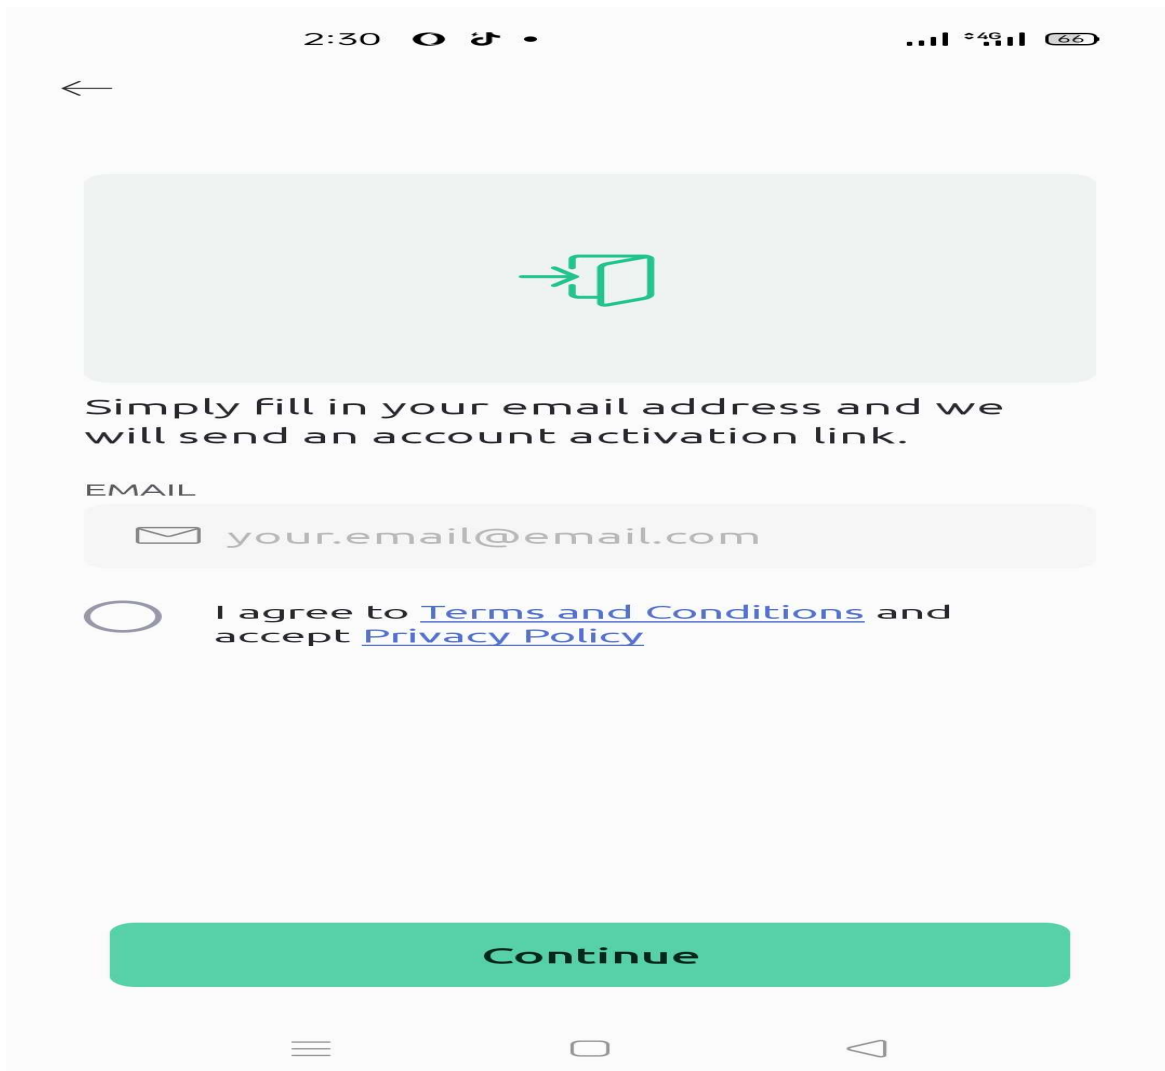 2:30
4G
66
Simply fill in your email address and we
will send an account activation link.
EMAIL
your.email@email.com
I agree to Terms and Conditions and
accept Privacy Policy
Continue